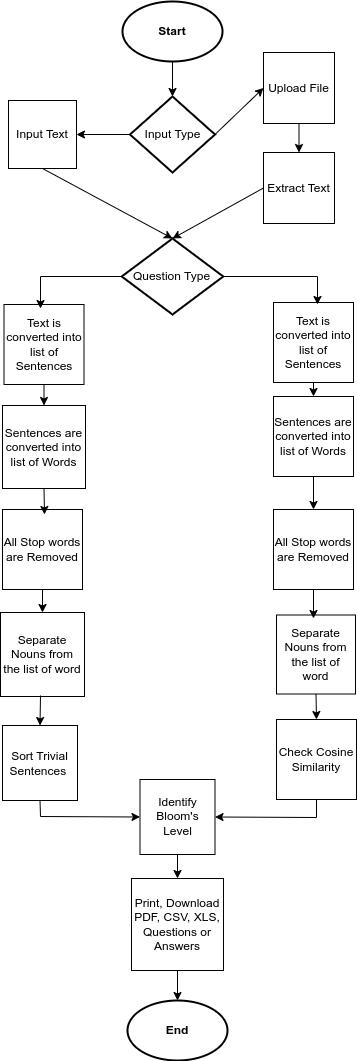 Start
Upload File
Input Text
Input Type
Extract Text
Question Type
Text is
converted into
list of
Sentences
Text is
converted into
list of
Sentences
Sentences are
converted into
list of Words
Sentences are
converted into
list of Words
All Stop words
are Removed
All Stop words
are Removed
Separate
Nouns from
the list of word
Separate
Nouns from
the list of
word
Sort Trivial
Sentences
Check Cosine
Similarity
Identify
Bloom's
Level
Print, Download
PDF, CSV, XLS,
Questions or
Answers
End